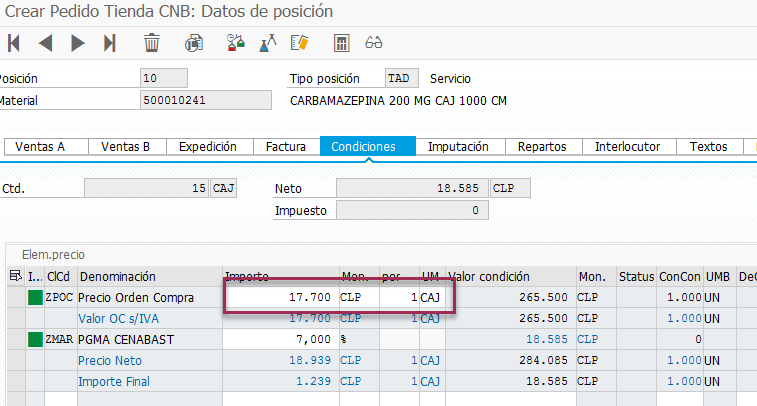 Crear Pedido Tienda CNB: Datos de posición
Posición 10 Tipo posición TAD Servicio
Material 500010241 CARBAMAZEPINA 200 MG CAJ 1000 CM
Ventas A Ventas B Expedición Factura Condiciones Imputación Repartos Interlocutor Textos
Ctd. 15 CAJ Neto 18.585 CLP
Impuesto 0
Elem.precio
I... ClCd Denominación Importe Mon. por UM Valor condición Mon. Status ConCon UMB DeC
ZPOC Precio Orden Compra 17.700 CLP 1 CAJ 265.500 CLP 1.000 UN
Valor OC s/IVA 17.700 CLP 1 CAJ 265.500 CLP 1.000 UN
ZMAR PGMA CENABAST 7,000 % 18.585 CLP 0
Precio Neto 18.939 CLP 1 CAJ 284.085 CLP 1.000 UN
Importe Final 1.239 CLP 1 CAJ 18.585 CLP 1.000 UN